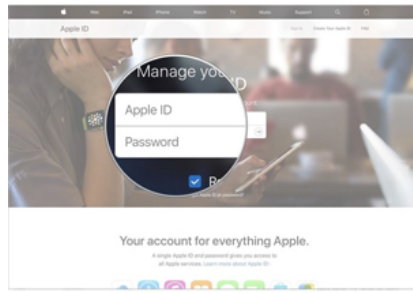 Mac iPad iPhone Watch TV Music Support
Apple ID
Sign In Create Your Apple ID FAQ
Manage you
ID
Apple ID
Password
R
Your account for everything Apple.
A single Apple ID and password gives you access to
all Apple services. Learn more about Apple ID